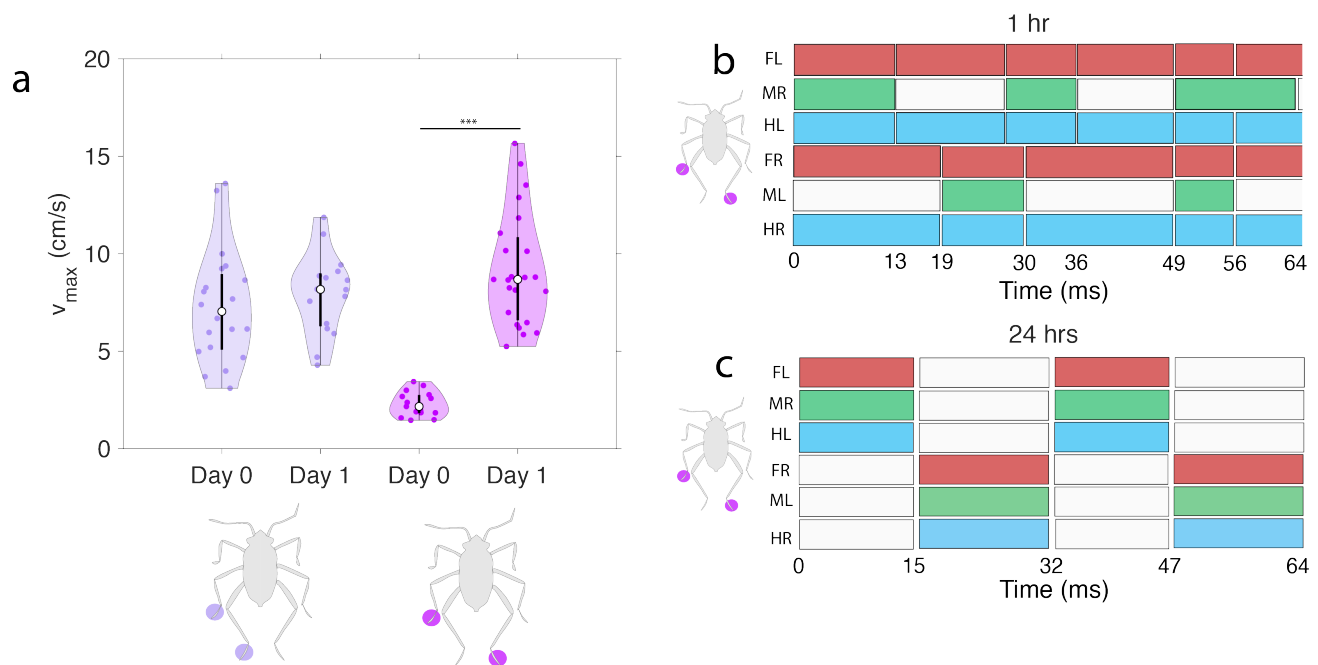 a
20
15
10
5
0
v_max (cm/s)
***
Day 0 Day 1 Day 0 Day 1
b
1 hr
FL
MR
HL
FR
ML
HR
0 13 19 30 36 49 56 64
Time (ms)
c
24 hrs
FL
MR
HL
FR
ML
HR
0 15 32 47 64
Time (ms)